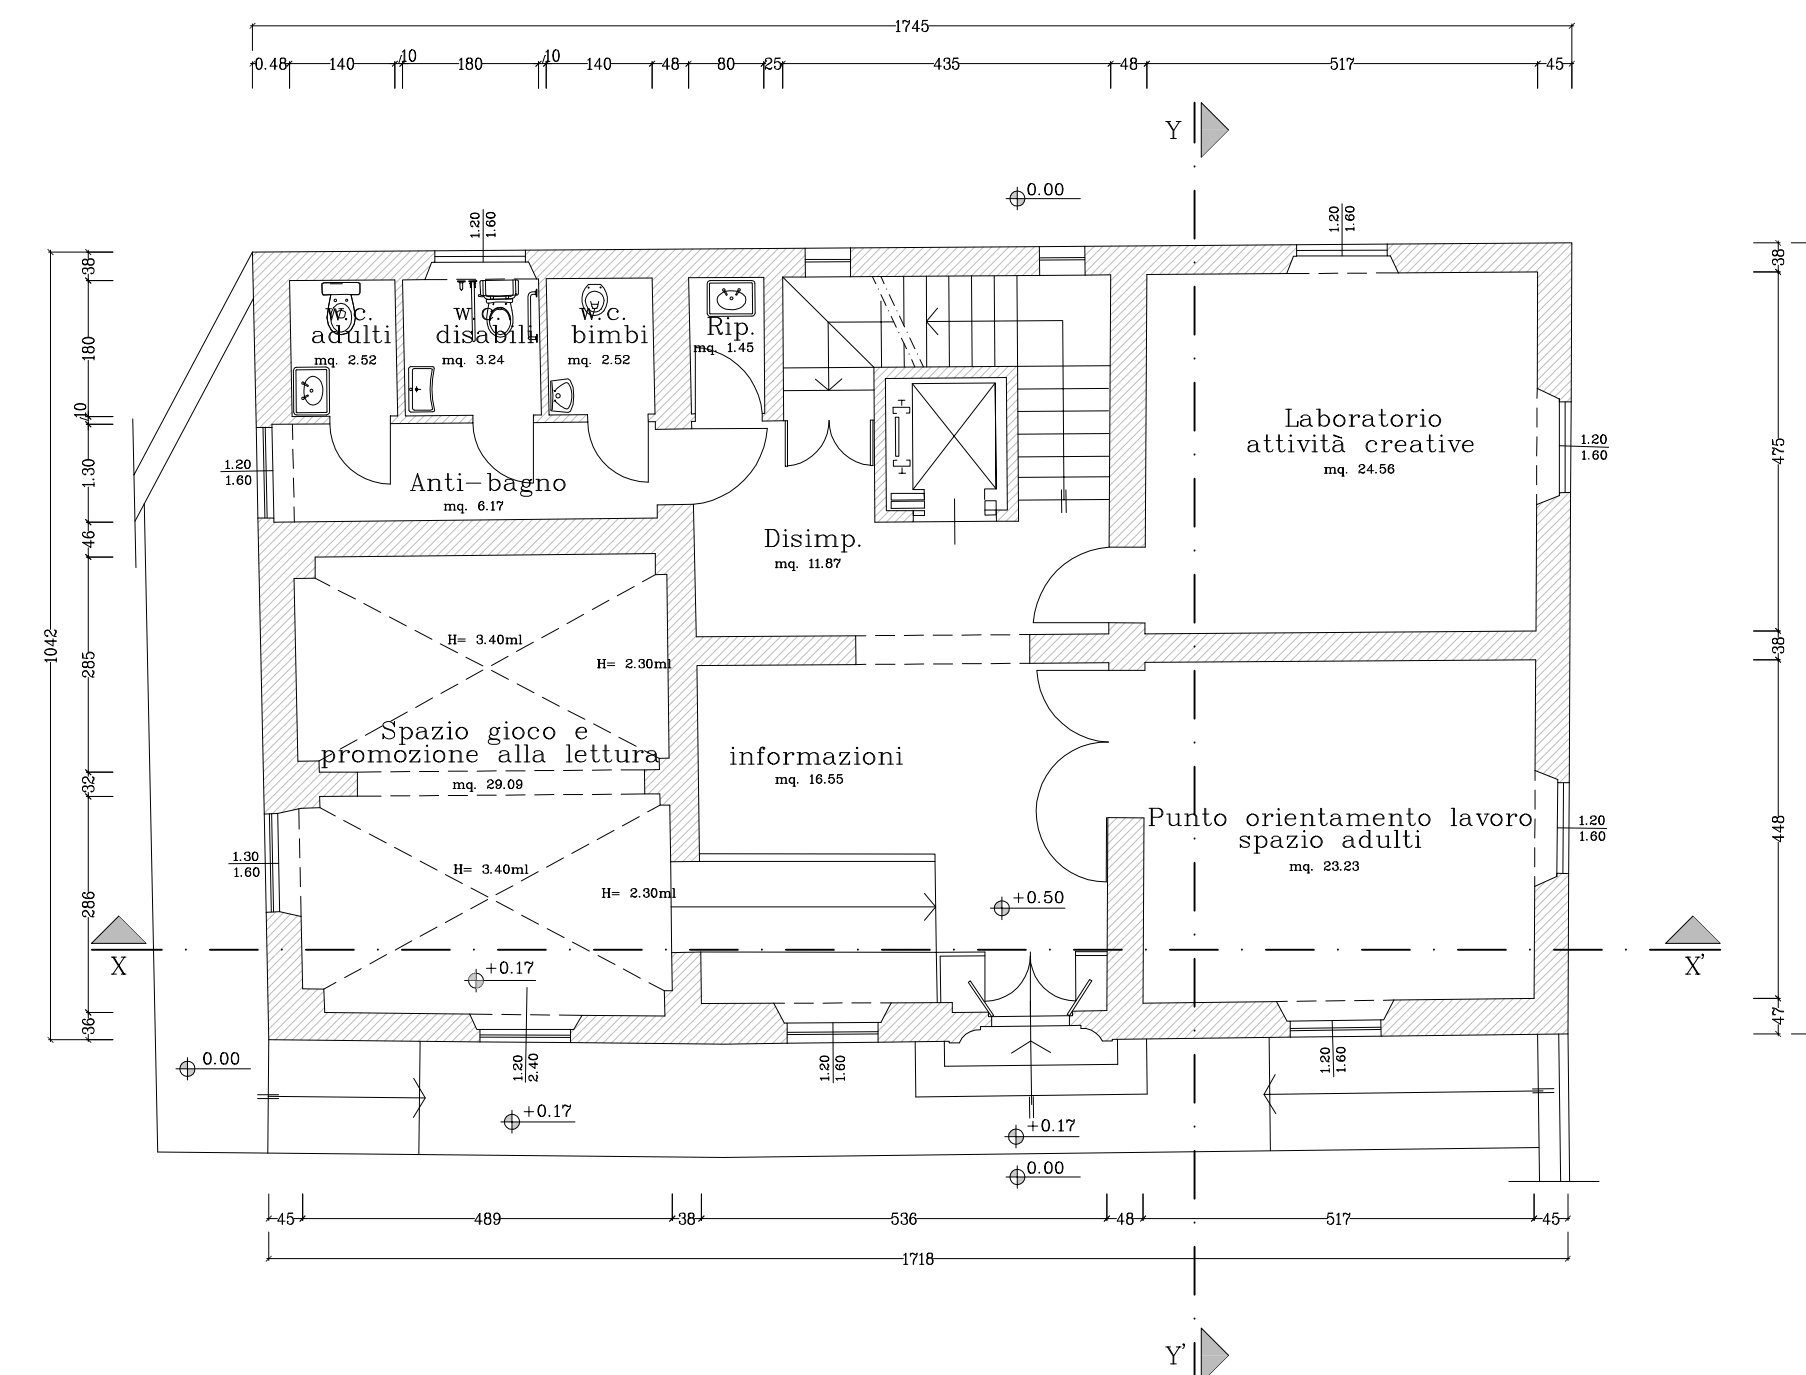 1745
0.48 140 10 180 10 140 48 80 25 435 48 517 45
Y
0.00
1.20
1.60
1.20
1.60
38
180
10
1.30
46
285
32
286
36
1042
38
475
38
448
47
w.c.
adulti
mq. 2.52
w.c.
disabili
mq. 3.24
w.c.
bimbi
mq. 2.52
Rip.
mq. 1.45
Laboratorio
attività creative
mq. 24.56
1.20
1.60
1.20
1.60
Anti-bagno
mq. 6.17
Disimp.
mq. 11.87
H= 3.40ml
H= 2.30ml
Spazio gioco e
promozione alla lettura
mq. 29.09
informazioni
mq. 16.55
Punto orientamento lavoro
spazio adulti
mq. 23.23
1.20
1.60
1.30
1.60
H= 3.40ml
H= 2.30ml
+0.50
X
X'
+0.17
0.00
1.20
2.40
1.20
1.60
1.20
1.60
+0.17
+0.17
0.00
45 489 38 536 48 517 45
1718
Y'